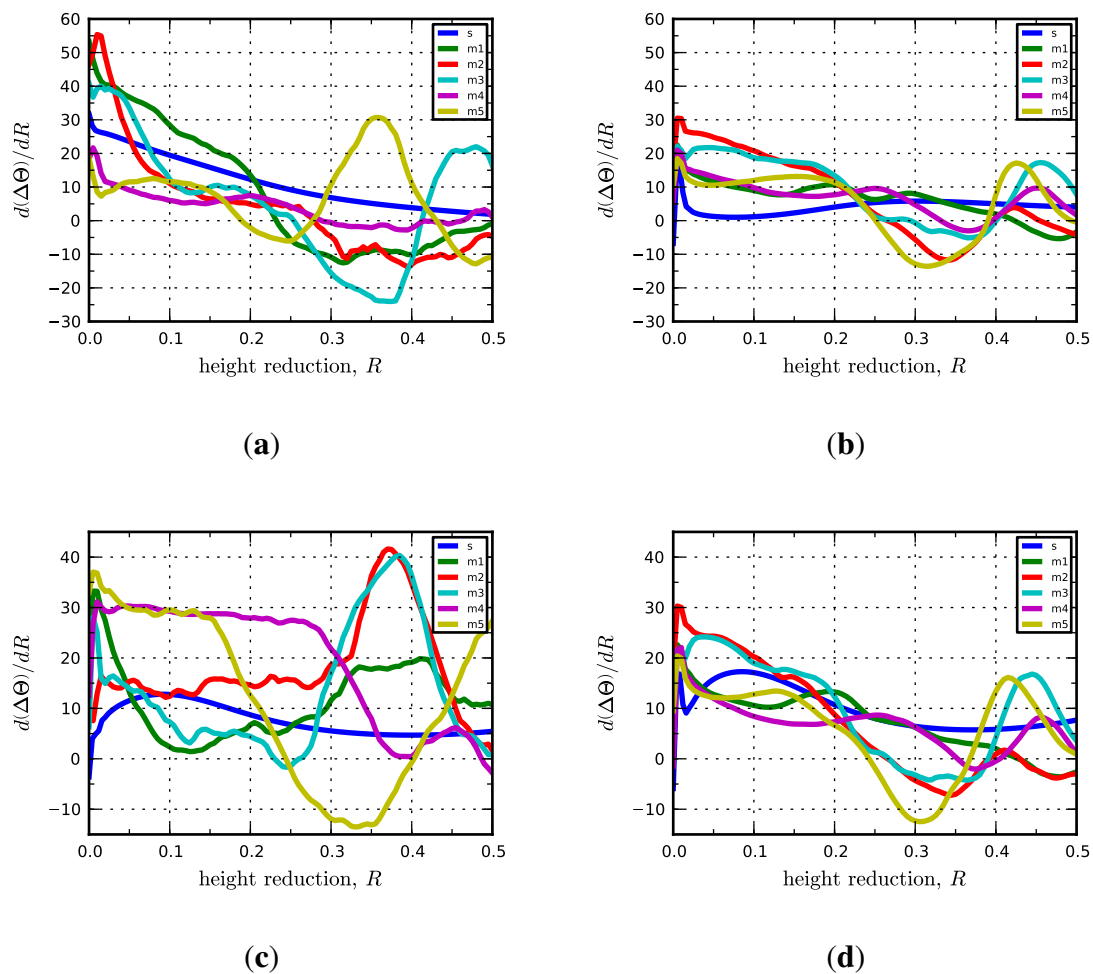 60
50
40
30
20
10
0
−10
−20
−30
0.0 0.1 0.2 0.3 0.4 0.5
d(ΔΘ)/dR
height reduction, R
s
m1
m2
m3
m4
m5
(a)
60
50
40
30
20
10
0
−10
−20
−30
0.0 0.1 0.2 0.3 0.4 0.5
d(ΔΘ)/dR
height reduction, R
s
m1
m2
m3
m4
m5
(b)
40
30
20
10
0
−10
0.0 0.1 0.2 0.3 0.4 0.5
d(ΔΘ)/dR
height reduction, R
s
m1
m2
m3
m4
m5
(c)
40
30
20
10
0
−10
0.0 0.1 0.2 0.3 0.4 0.5
d(ΔΘ)/dR
height reduction, R
s
m1
m2
m3
m4
m5
(d)